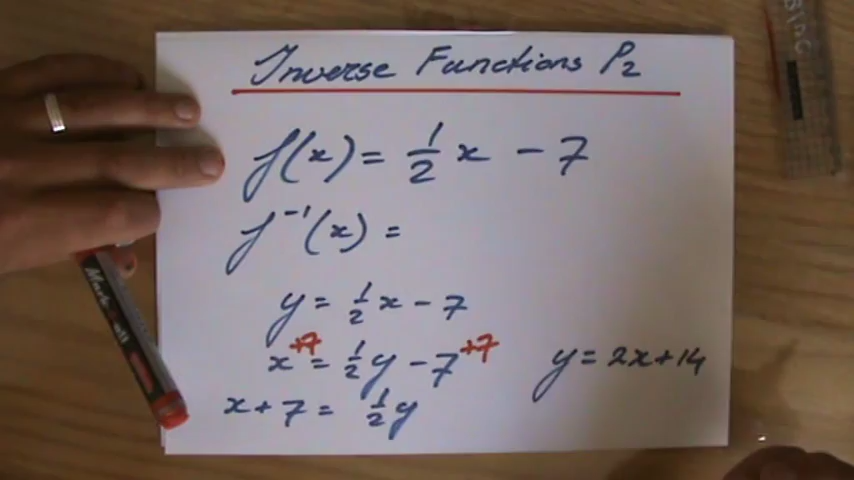 Inverse Functions P2
f(x) = 1/2 x - 7
f⁻¹(x) =
y = 1/2 x - 7
x +7 = 1/2 y - 7 +7
x + 7 = 1/2 y
y = 2x + 14